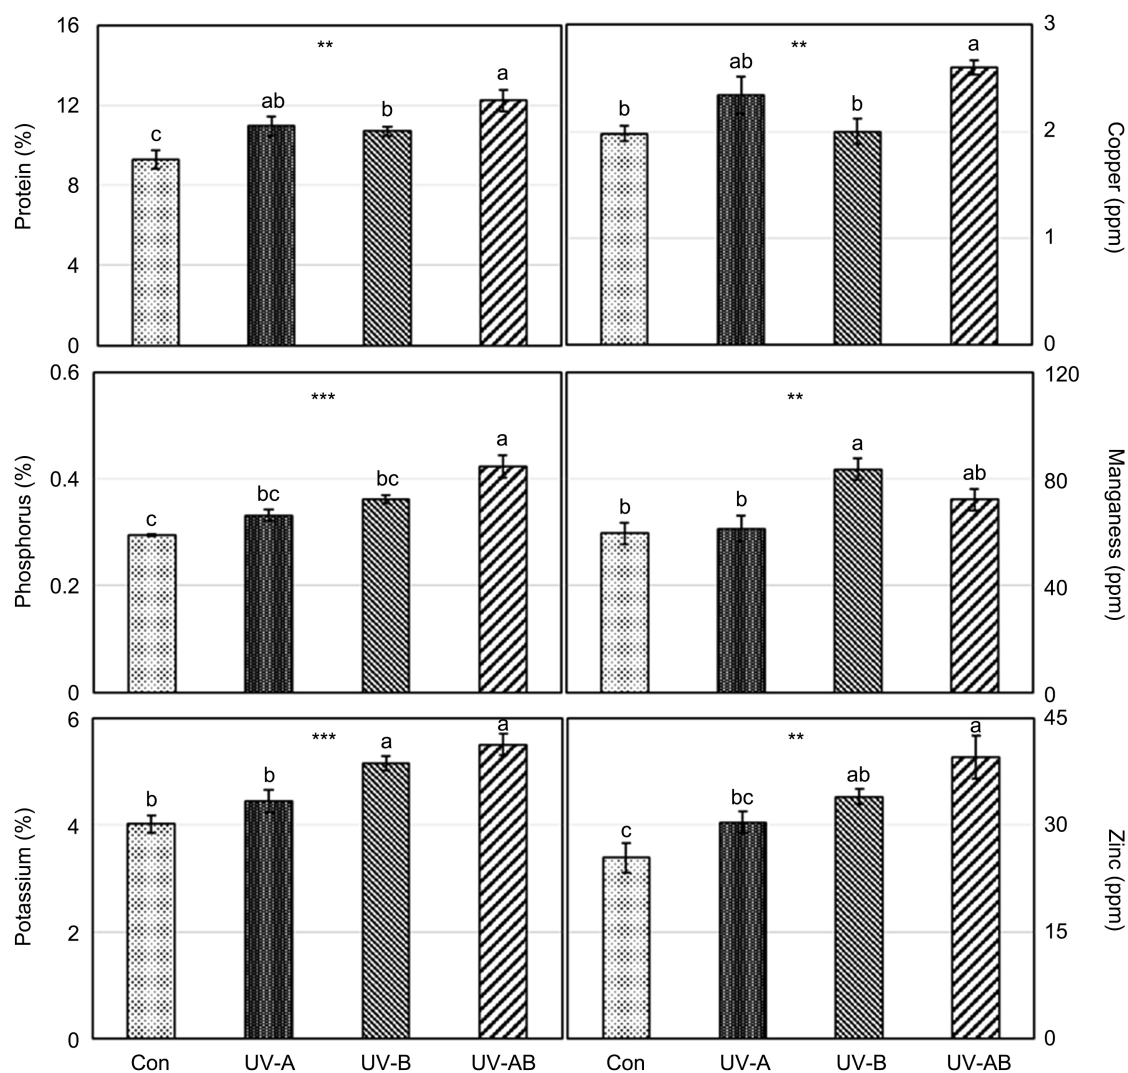 Protein (%)
16
12
8
4
0
**
c
ab
b
a
**
b
ab
b
a
3
2
1
0
Copper (ppm)
Phosphorus (%)
0.6
0.4
0.2
0
***
c
bc
bc
a
**
b
b
a
ab
120
80
40
0
Manganess (ppm)
Potassium (%)
6
4
2
0
***
b
b
a
a
**
c
bc
ab
a
45
30
15
0
Zinc (ppm)
Con UV-A UV-B UV-AB Con UV-A UV-B UV-AB